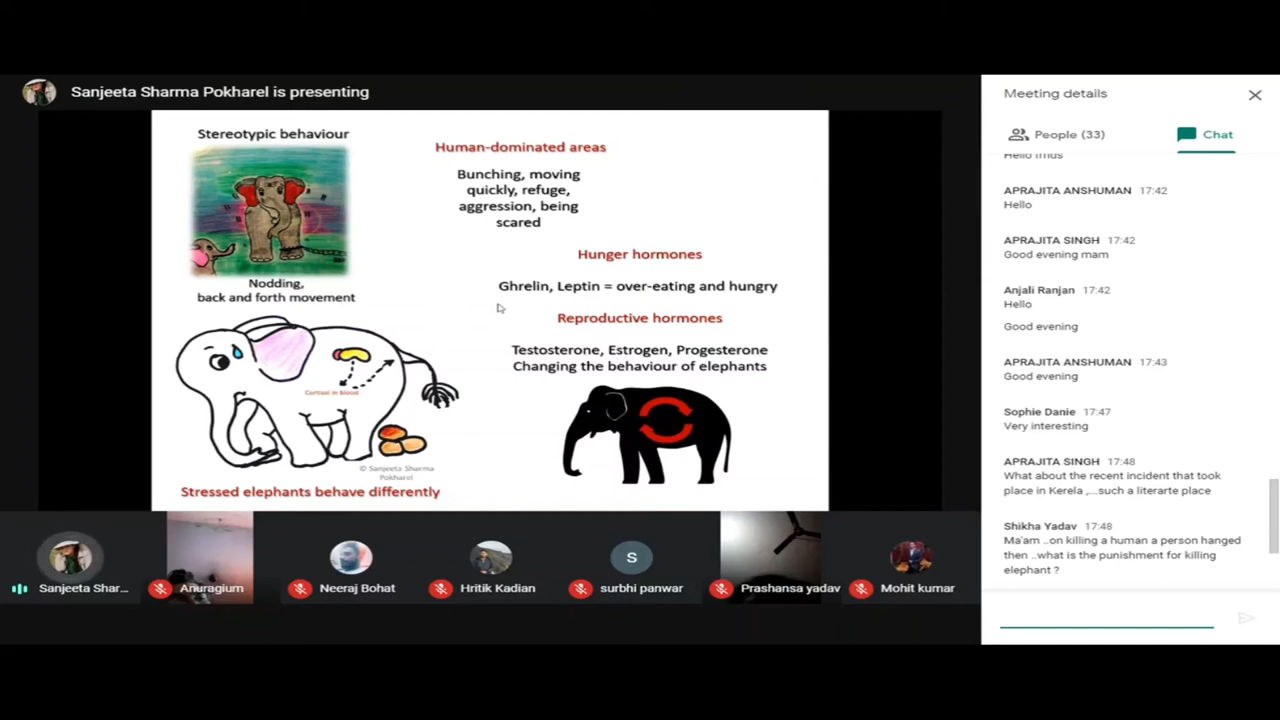 Sanjeeta Sharma Pokharel is presenting
Stereotypic behaviour
Nodding,
back and forth movement
Human-dominated areas
Bunching, moving
quickly, refuge,
aggression, being
scared
Hunger hormones
Ghrelin, Leptin = over-eating and hungry
Reproductive hormones
Testosterone, Estrogen, Progesterone
Changing the behaviour of elephants
Cortisol in blood
© Sanjeeta Sharma
Pokharel
Stressed elephants behave differently
Sanjeeta Shar...
Anuragium
Neeraj Bohat
Hritik Kadian
S
surbhi panwar
Prashansa yadav
Mohit kumar
Meeting details
People (33)
Chat
APRAJITA ANSHUMAN 17:42
Hello
APRAJITA SINGH 17:42
Good evening mam
Anjali Ranjan 17:42
Hello
Good evening
APRAJITA ANSHUMAN 17:43
Good evening
Sophie Danie 17:47
Very interesting
APRAJITA SINGH 17:48
What about the recent incident that took
place in Kerela ,...such a literarte place
Shikha Yadav 17:48
Ma'am ..on killing a human a person hanged
then ..what is the punishment for killing
elephant ?